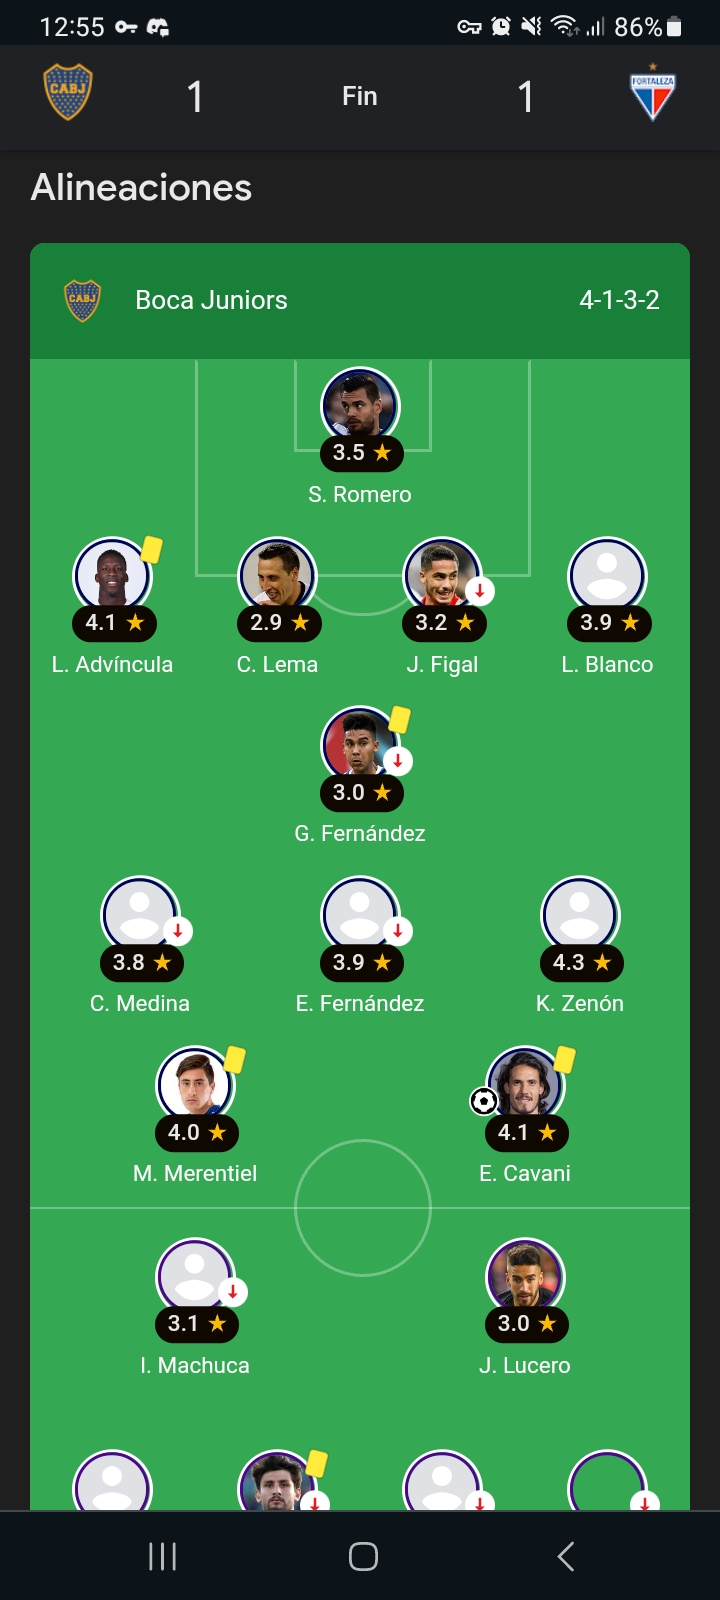 12:55 86%
CABJ 1 Fin 1 FORTALEZA
Alineaciones
CABJ Boca Juniors 4-1-3-2
3.5
S. Romero
4.1 2.9 3.2 3.9
L. Advíncula C. Lema J. Figal L. Blanco
3.0
G. Fernández
3.8 3.9 4.3
C. Medina E. Fernández K. Zenón
4.0 4.1
M. Merentiel E. Cavani
3.1 3.0
I. Machuca J. Lucero